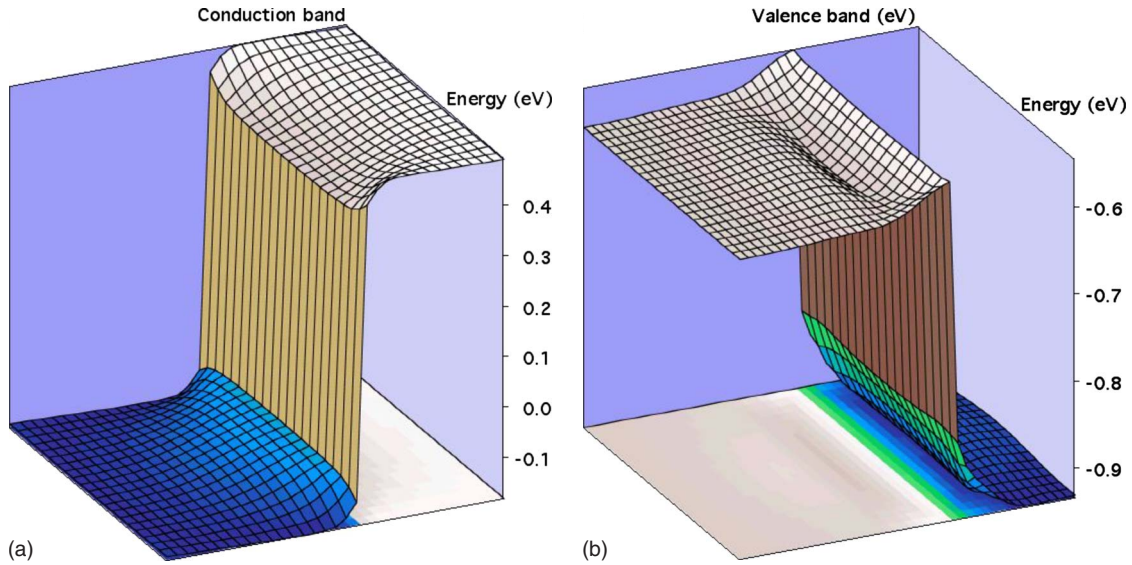 Conduction band
Energy (eV)
0.4
0.3
0.2
0.1
0.0
-0.1
(a)
Valence band (eV)
Energy (eV)
-0.6
-0.7
-0.8
-0.9
(b)